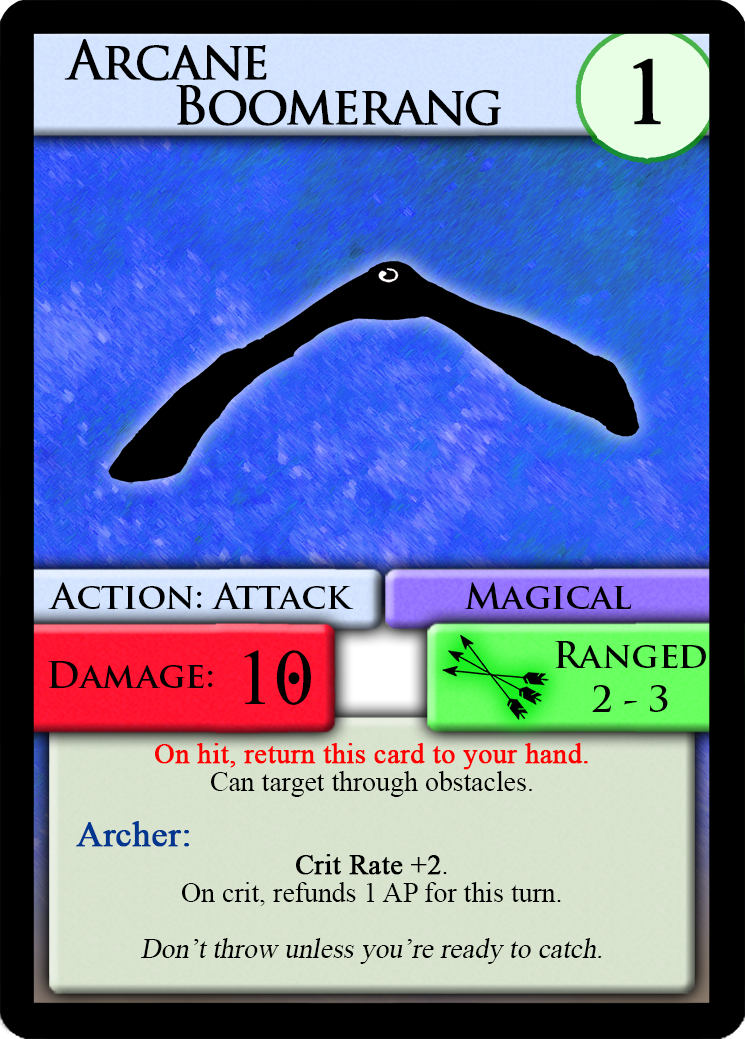 Arcane
Boomerang
1
Action: Attack
Magical
Damage: 10
Ranged
2 - 3
On hit, return this card to your hand.
Can target through obstacles.
Archer:
Crit Rate +2.
On crit, refunds 1 AP for this turn.
Don't throw unless you're ready to catch.